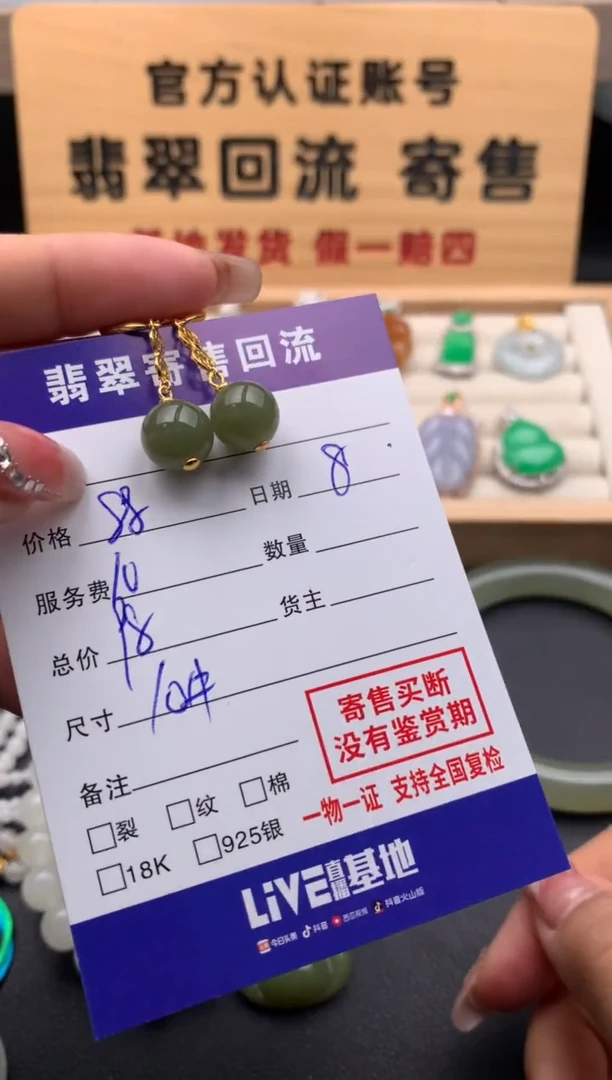 官方认证账号
翡翠回流 寄售
基地发货 假一赔四
翡翠寄售回流
价格 88 日期 8
服务费 10 数量
总价 98 货主
尺寸 10#
寄售买断
没有鉴赏期
备注
裂 纹 棉
一物一证 支持全国复检
18K 925银
LiVE直播基地
今日头条 抖音 西瓜视频 抖音火山版